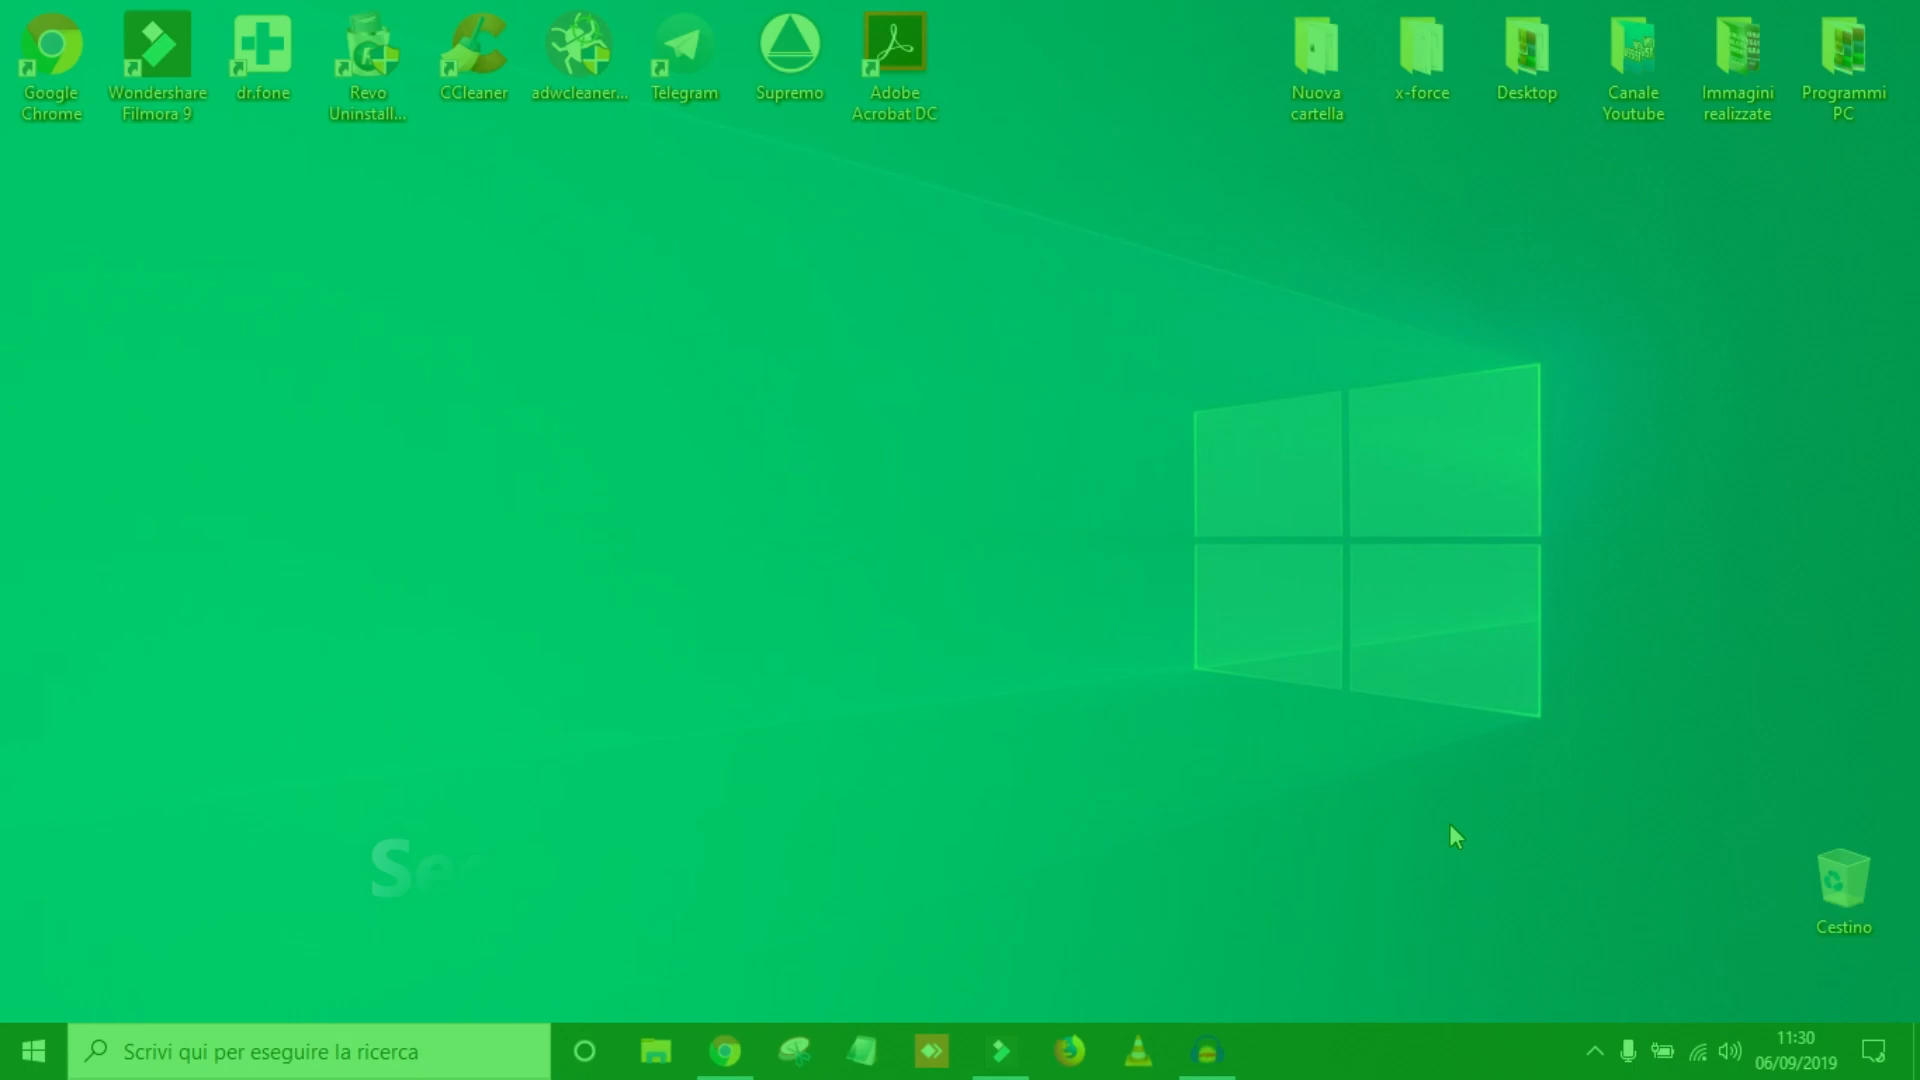 Google
Chrome
Wondershare
Filmora 9
dr.fone
Revo
Uninstall...
CCleaner
adwcleaner...
Telegram
Supremo
Adobe
Acrobat DC
Nuova
cartella
x-force
Desktop
Canale
Youtube
Immagini
realizzate
Programmi
PC
Cestino
Scrivi qui per eseguire la ricerca
11:30
06/09/2019